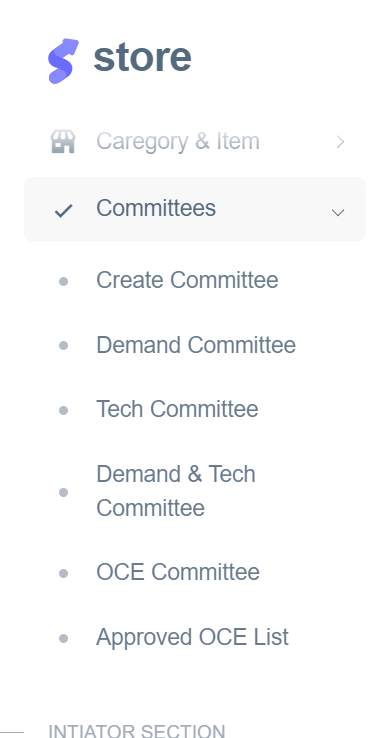 store
Caregory & Item
Committees
Create Committee
Demand Committee
Tech Committee
Demand & Tech
Committee
OCE Committee
Approved OCE List
INTIATOR SECTION